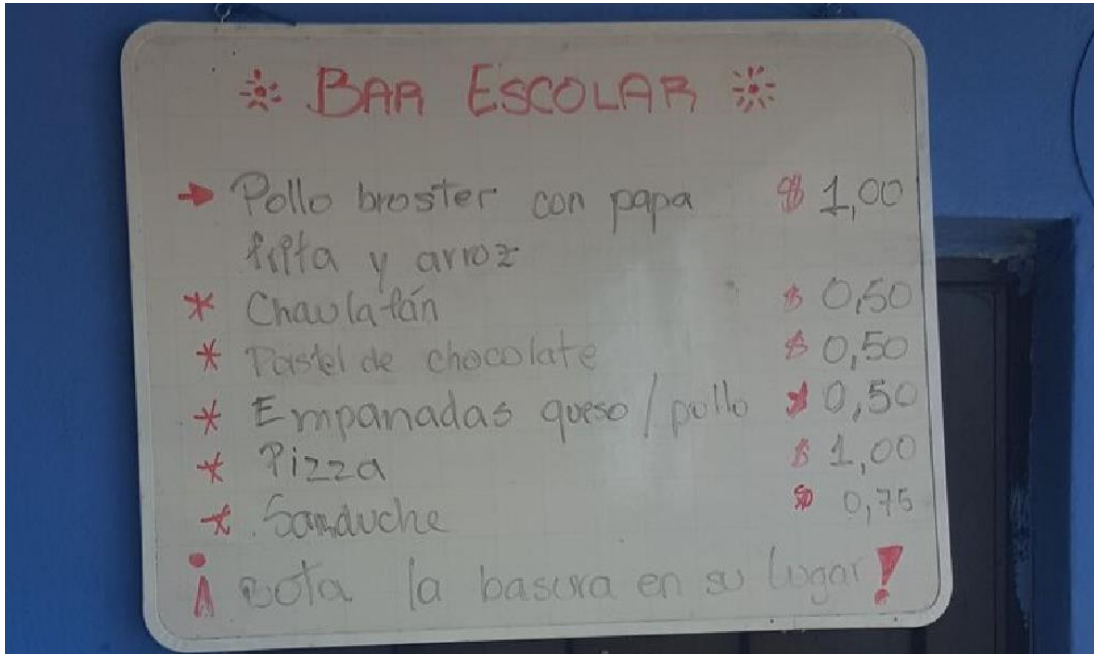 BAR ESCOLAR
Pollo broster con papa $ 1,00
frita y arroz
* Chaulafán $ 0,50
* Pastel de chocolate $ 0,50
* Empanadas queso/pollo $ 0,50
* Pizza $ 1,00
* Sanduche $ 0,75
¡Bota la basura en su lugar!